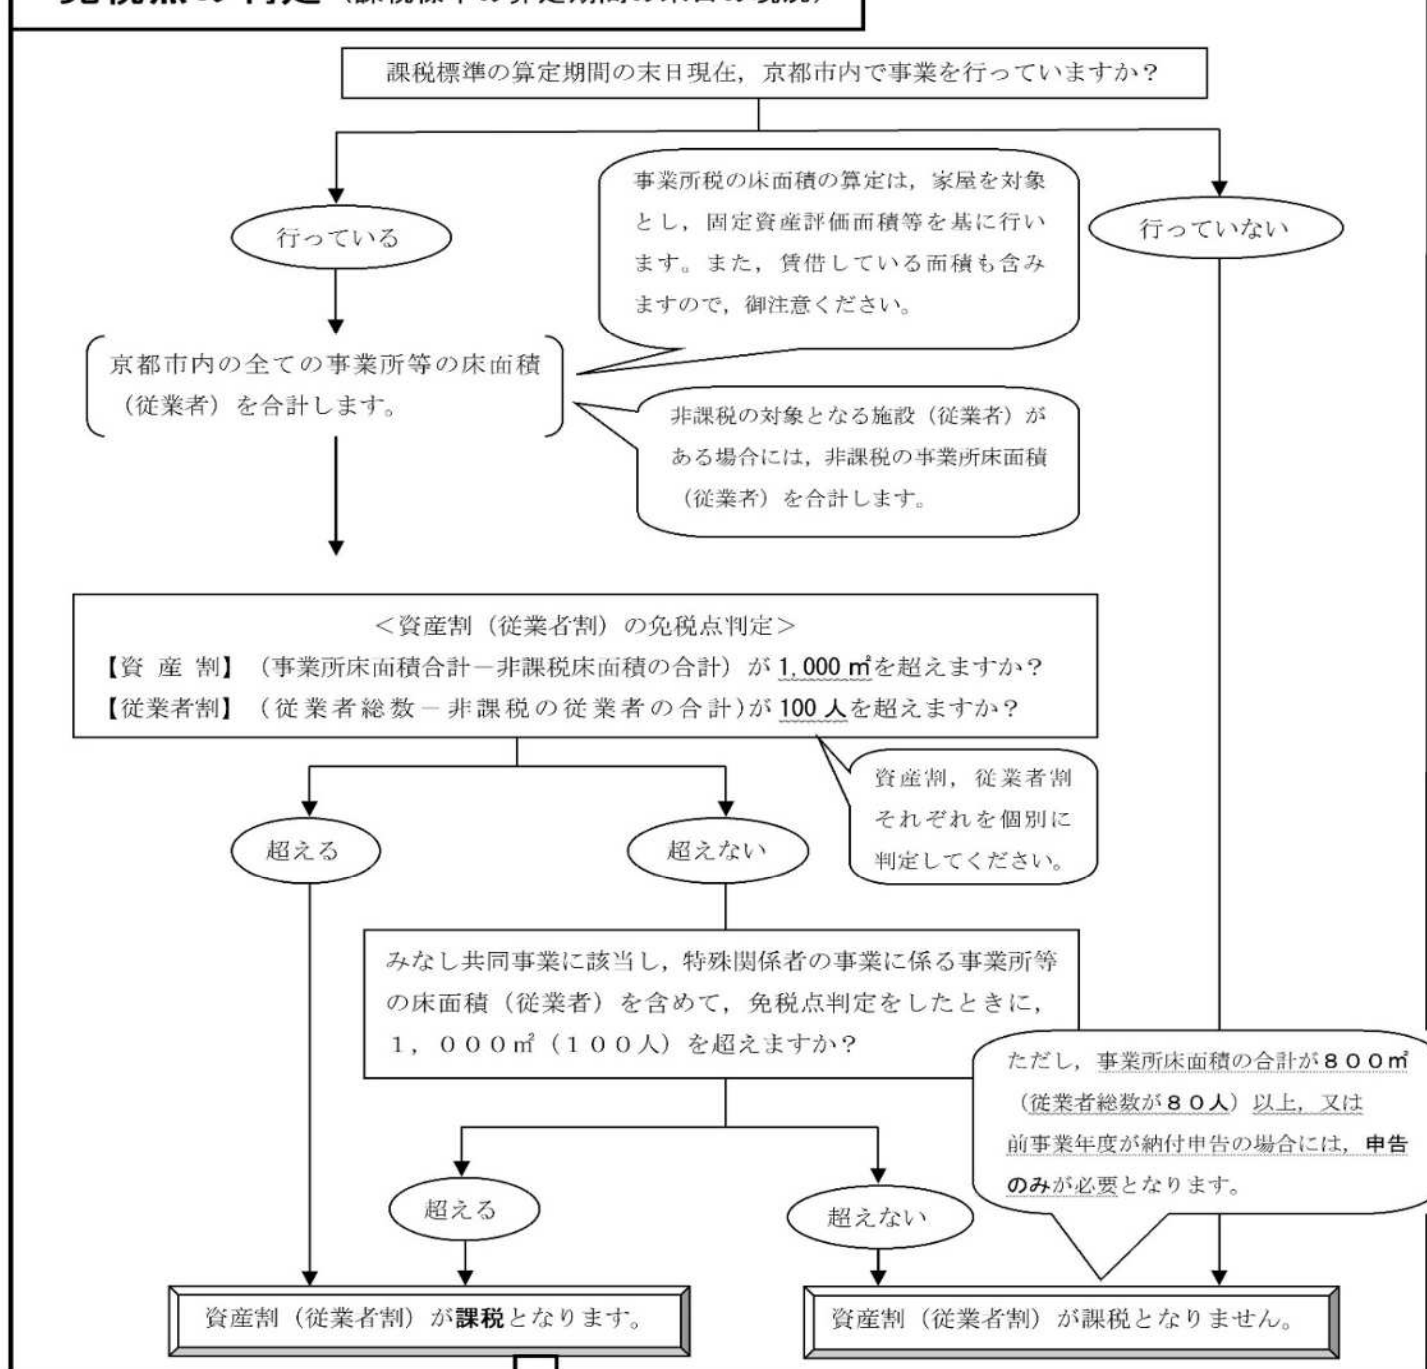 課税標準の算定期間の末日現在，京都市内で事業を行っていますか？
事業所税の床面積の算定は，家屋を対象
とし，固定資産評価面積等を基に行い
ます。また，賃借している面積も含み
ますので，御注意ください。
行っている
行っていない
京都市内の全ての事業所等の床面積
（従業者）を合計します。
非課税の対象となる施設（従業者）が
ある場合には，非課税の事業所床面積
（従業者）を合計します。
＜資産割（従業者割）の免税点判定＞
【資 産 割】（事業所床面積合計－非課税床面積の合計）が 1,000 ㎡を超えますか？
【従業者割】（従業者総数－非課税の従業者の合計)が 100 人を超えますか？
資産割，従業者割
それぞれを個別に
判定してください。
超える
超えない
みなし共同事業に該当し，特殊関係者の事業に係る事業所等
の床面積（従業者）を含めて，免税点判定をしたときに，
１，０００㎡（１００人）を超えますか？
ただし，事業所床面積の合計が８００㎡
（従業者総数が８０人）以上，又は
前事業年度が納付申告の場合には，申告
のみが必要となります。
超える
超えない
資産割（従業者割）が課税となります。
資産割（従業者割）が課税となりません。